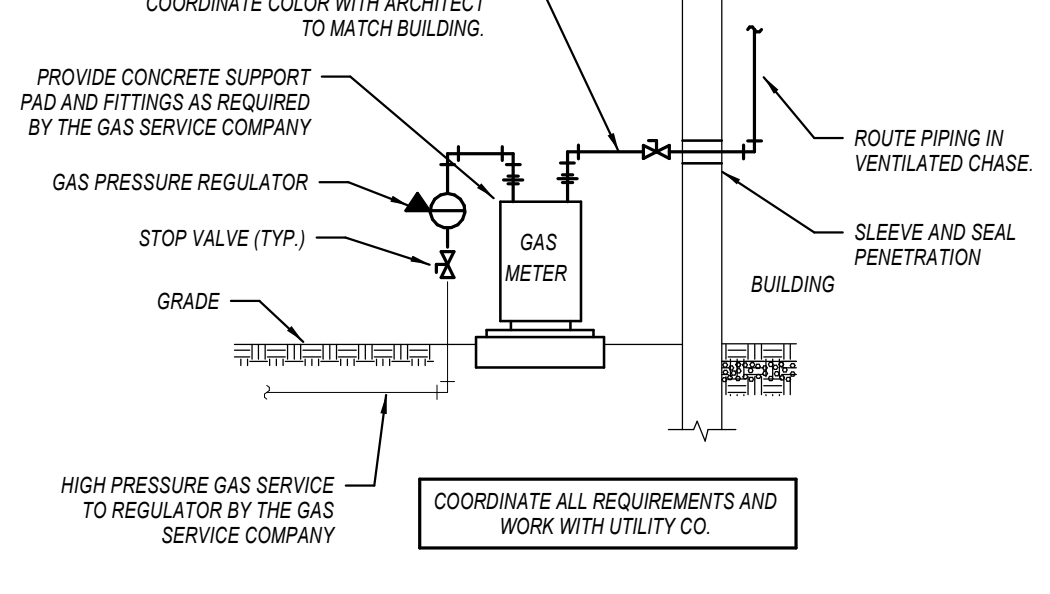 COORDINATE COLOR WITH ARCHITECT
TO MATCH BUILDING.
PROVIDE CONCRETE SUPPORT
PAD AND FITTINGS AS REQUIRED
BY THE GAS SERVICE COMPANY
GAS PRESSURE REGULATOR
STOP VALVE (TYP.)
GRADE
GAS
METER
ROUTE PIPING IN
VENTILATED CHASE.
SLEEVE AND SEAL
PENETRATION
BUILDING
HIGH PRESSURE GAS SERVICE
TO REGULATOR BY THE GAS
SERVICE COMPANY
COORDINATE ALL REQUIREMENTS AND
WORK WITH UTILITY CO.